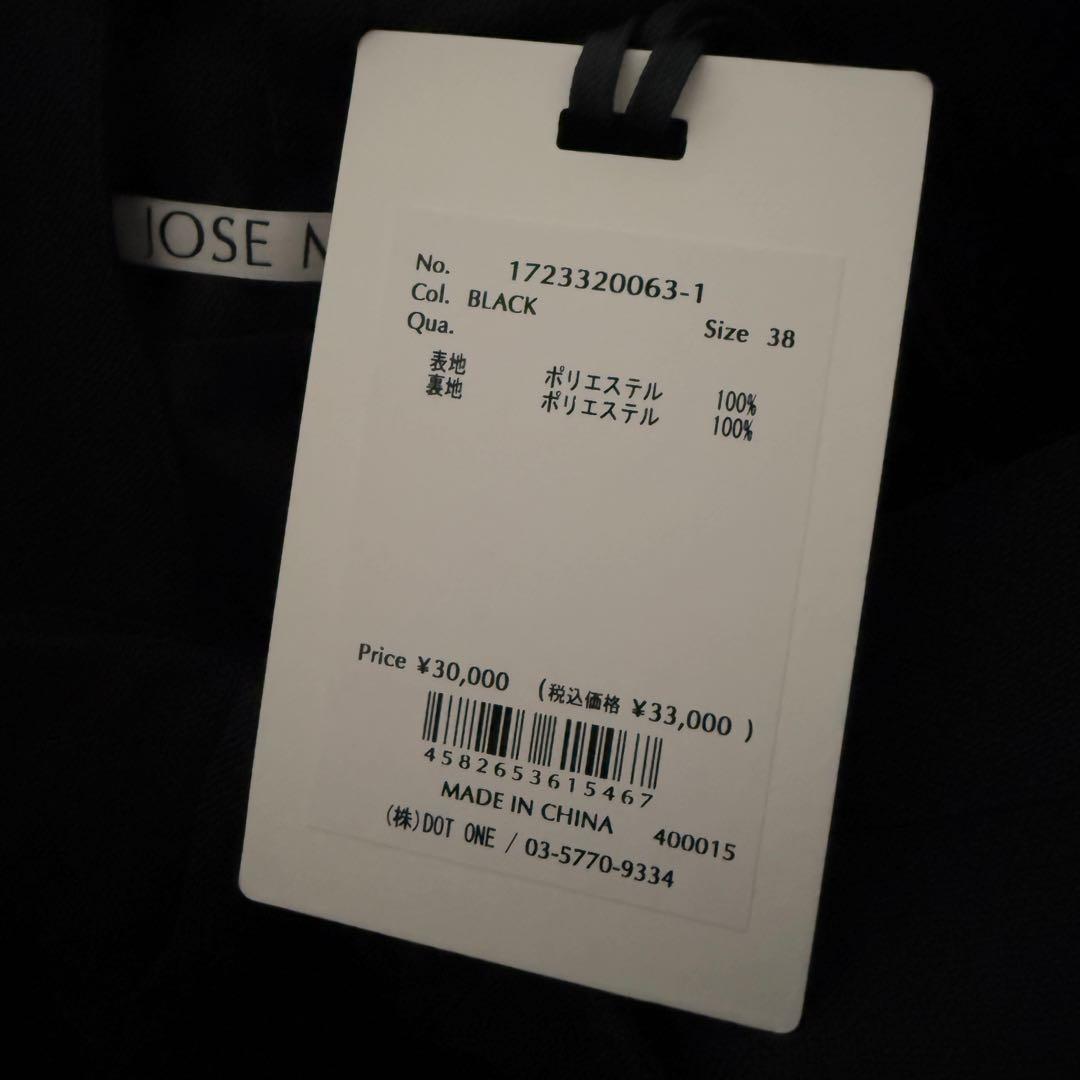 JOSE
No. 1723320063-1
Col. BLACK
Size 38
Qua.
表地 ポリエステル 100%
裏地 ポリエステル 100%
Price ¥30,000 (税込価格 ¥33,000 )
4582653615467
MADE IN CHINA 400015
(株)DOT ONE / 03-5770-9334